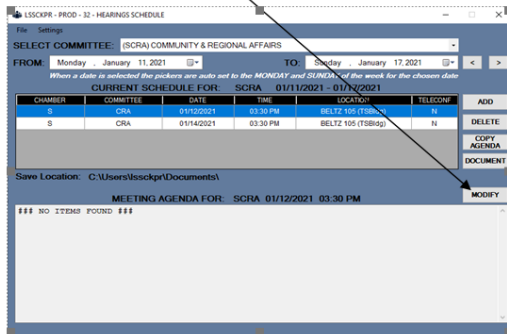 LSSCKPR - PROD - 32 - HEARINGS SCHEDULE
File Settings
SELECT COMMITTEE: (SCRA) COMMUNITY & REGIONAL AFFAIRS
FROM: Monday , January 11, 2021 TO: Sunday , January 17, 2021 < >
When a date is selected the pickers are auto set to the MONDAY and SUNDAY of the week for the chosen date
CURRENT SCHEDULE FOR: SCRA 01/11/2021 - 01/17/2021
CHAMBER COMMITTEE DATE TIME LOCATION TELECONF ADD
S CRA 01/12/2021 03:30 PM BELTZ 105 (TSBldg) N
S CRA 01/14/2021 03:30 PM BELTZ 105 (TSBldg) N
DELETE
COPY
AGENDA
DOCUMENT
Save Location: C:\Users\lssckpr\Documents\
MODIFY
MEETING AGENDA FOR: SCRA 01/12/2021 03:30 PM
### NO ITEMS FOUND ###